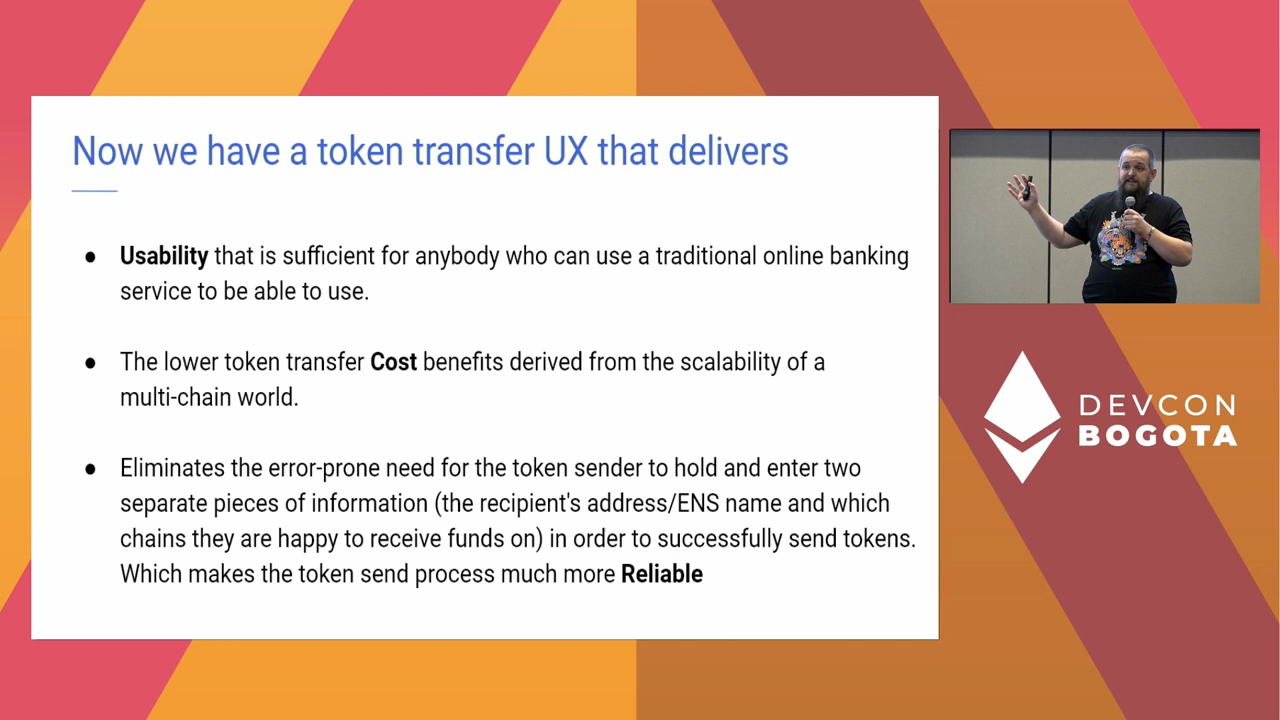 Now we have a token transfer UX that delivers
● Usability that is sufficient for anybody who can use a traditional online banking
service to be able to use.
● The lower token transfer Cost benefits derived from the scalability of a
multi-chain world.
● Eliminates the error-prone need for the token sender to hold and enter two
separate pieces of information (the recipient's address/ENS name and which
chains they are happy to receive funds on) in order to successfully send tokens.
Which makes the token send process much more Reliable
DEVCON
BOGOTA